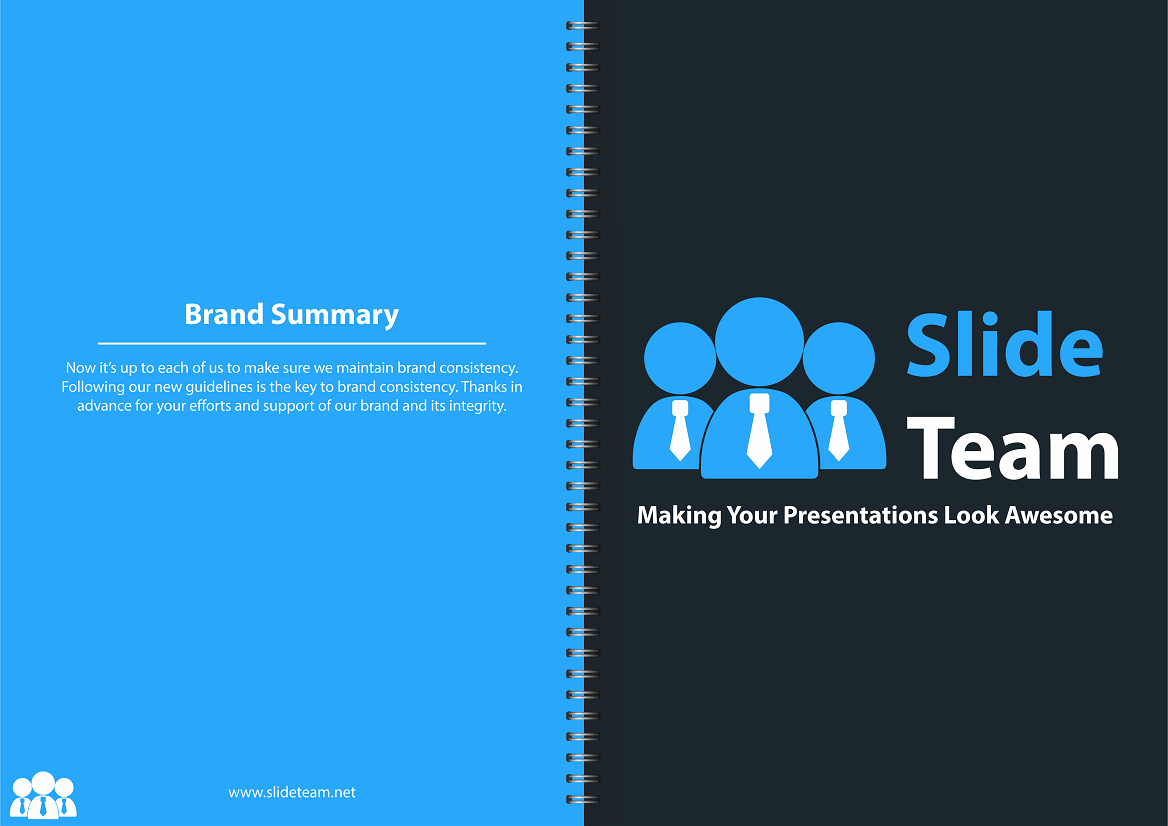 Brand Summary
Now it's up to each of us to make sure we maintain brand consistency.
Following our new guidelines is the key to brand consistency. Thanks in
advance for your efforts and support of our brand and its integrity.
www.slideteam.net
Slide
Team
Making Your Presentations Look Awesome